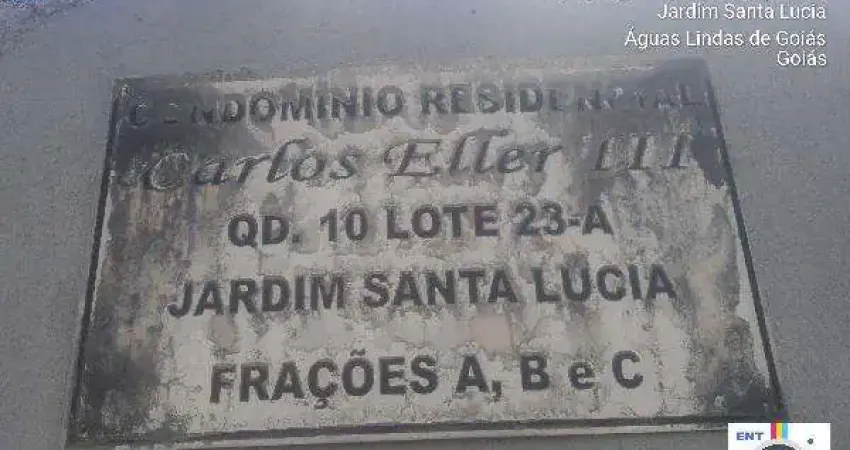 Jardim Santa Lucia
Águas Lindas de Goiás
Goiás
CONDOMINIO RESIDENCIAL
Carlos Eller III
QD. 10 LOTE 23-A
JARDIM SANTA LUCIA
FRAÇÕES A, B e C
ENT